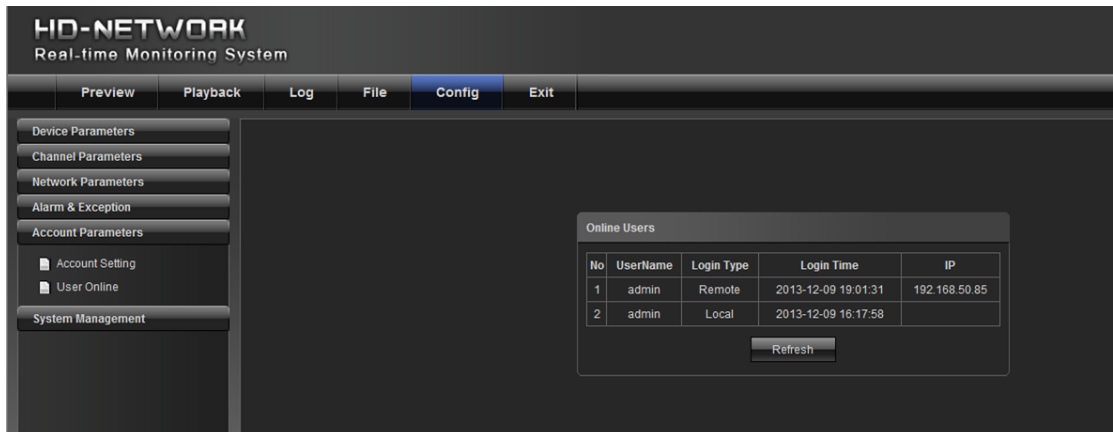 HD-NETWORK
Real-time Monitoring System
Preview Playback Log File Config Exit
Device Parameters
Channel Parameters
Network Parameters
Alarm & Exception
Account Parameters
Account Setting
User Online
System Management
Online Users
No UserName Login Type Login Time IP
1 admin Remote 2013-12-09 19:01:31 192.168.50.85
2 admin Local 2013-12-09 16:17:58
Refresh